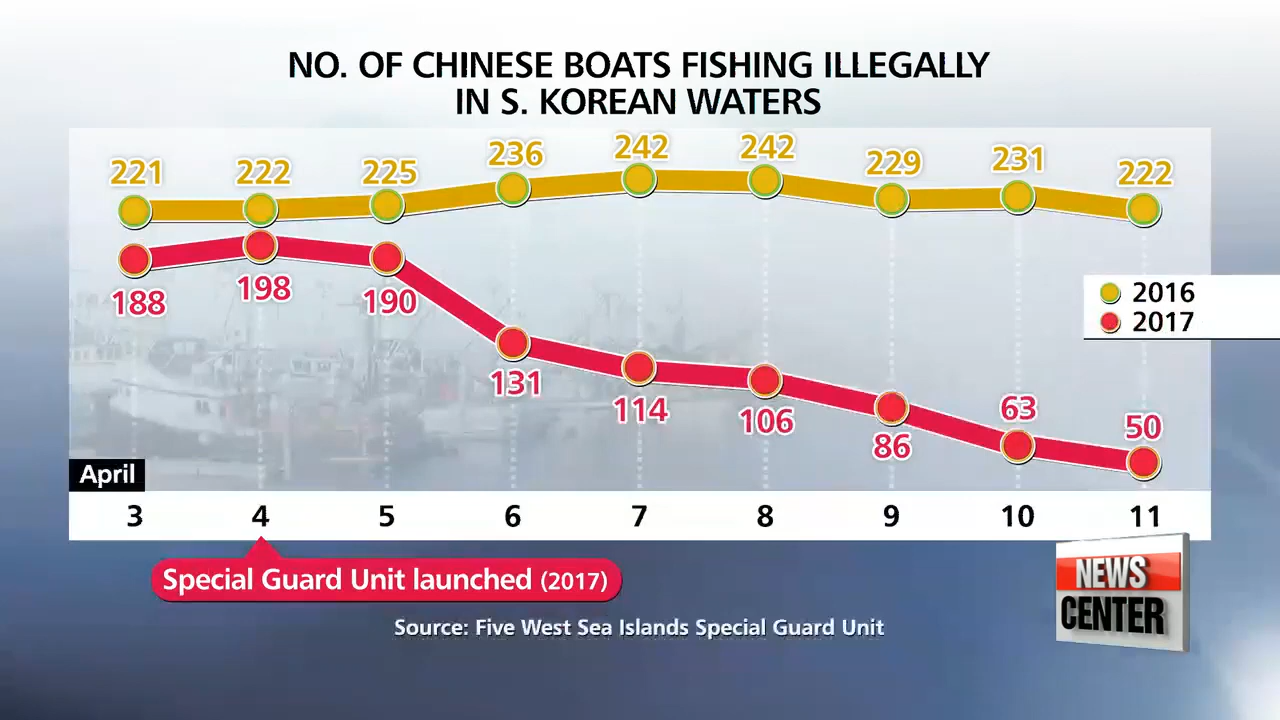 NO. OF CHINESE BOATS FISHING ILLEGALLY
IN S. KOREAN WATERS
221 222 225 236 242 242 229 231 222
188 198 190 131 114 106 86 63 50
2016
2017
April
3 4 5 6 7 8 9 10 11
Special Guard Unit launched (2017)
Source: Five West Sea Islands Special Guard Unit
NEWS
CENTER